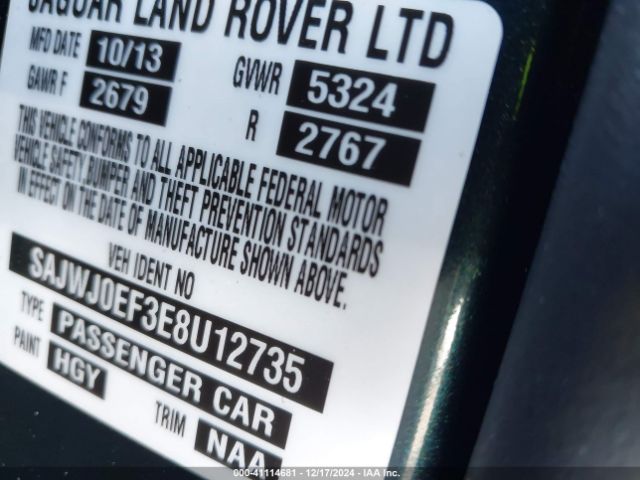 JAGUAR LAND ROVER LTD
MFD DATE 10/13 GVWR 5324
GAWR F 2679 R 2767
THIS VEHICLE CONFORMS TO ALL APPLICABLE FEDERAL MOTOR
VEHICLE SAFETY BUMPER AND THEFT PREVENTION STANDARDS
IN EFFECT ON THE DATE OF MANUFACTURE SHOWN ABOVE.
VEH IDENT NO
SAJWJ0EF3E8U12735
TYPE PASSENGER CAR
PAINT HGY TRIM NAA
00-41114681 - 12/17/2024 - IAA Inc.